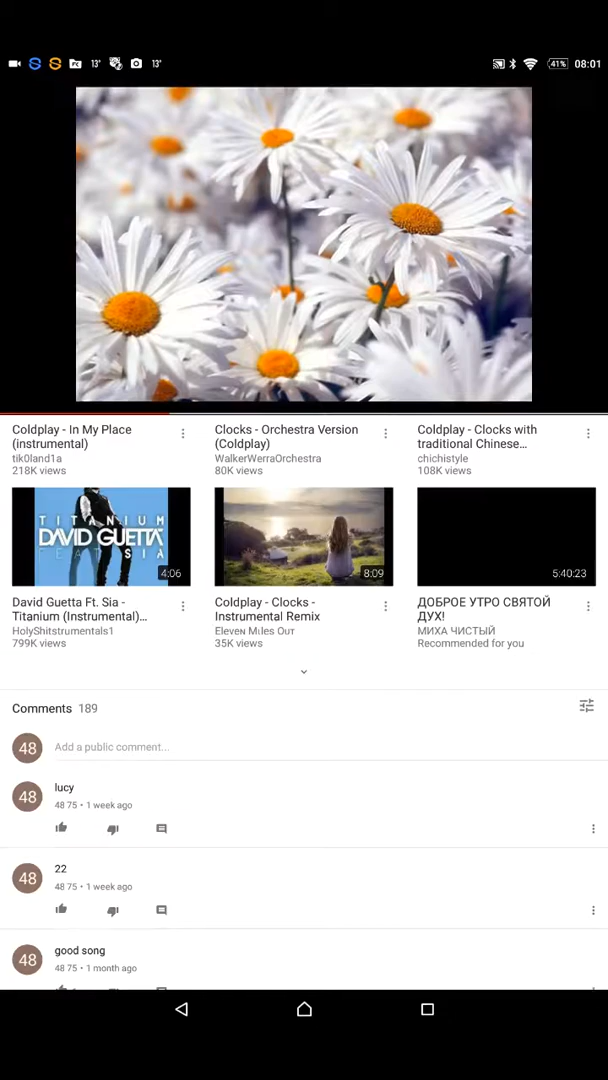 13° 13° 41% 08:01
Coldplay - In My Place
(instrumental)
tik0land1a
218K views
Clocks - Orchestra Version
(Coldplay)
WalkerWerraOrchestra
80K views
Coldplay - Clocks with
traditional Chinese…
chichistyle
108K views
TITANIUM
DAVID GUETTA
FEAT SIA
4:06
8:09
5:40:23
David Guetta Ft. Sia -
Titanium (Instrumental)…
HolyShitstrumentals1
799K views
Coldplay - Clocks -
Instrumental Remix
Eleveɴ Mıleѕ Oυт
35K views
ДОБРОЕ УТРО СВЯТОЙ
ДУХ!
МИХА ЧИСТЫЙ
Recommended for you
Comments 189
48 Add a public comment...
48 lucy
48 75 • 1 week ago
48 22
48 75 • 1 week ago
48 good song
48 75 • 1 month ago